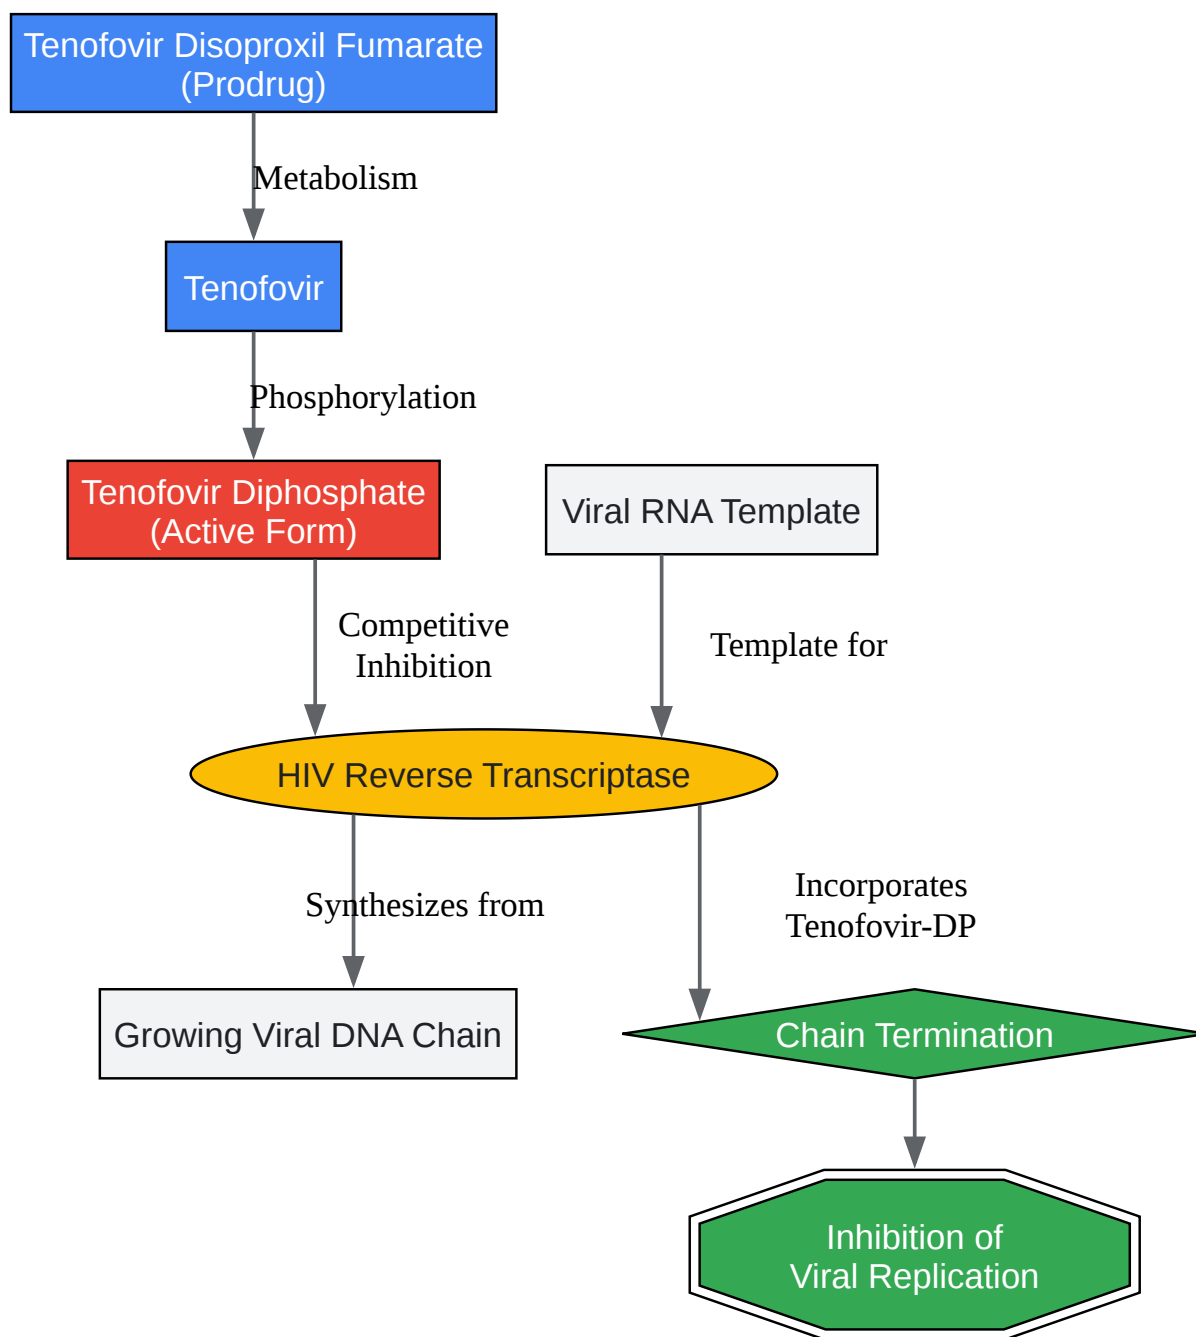 Tenofovir Disoproxil Fumarate
(Prodrug)
Metabolism
Tenofovir
Phosphorylation
Tenofovir Diphosphate
(Active Form)
Viral RNA Template
Competitive
Inhibition
Template for
HIV Reverse Transcriptase
Synthesizes from
Incorporates
Tenofovir-DP
Growing Viral DNA Chain
Chain Termination
Inhibition of
Viral Replication